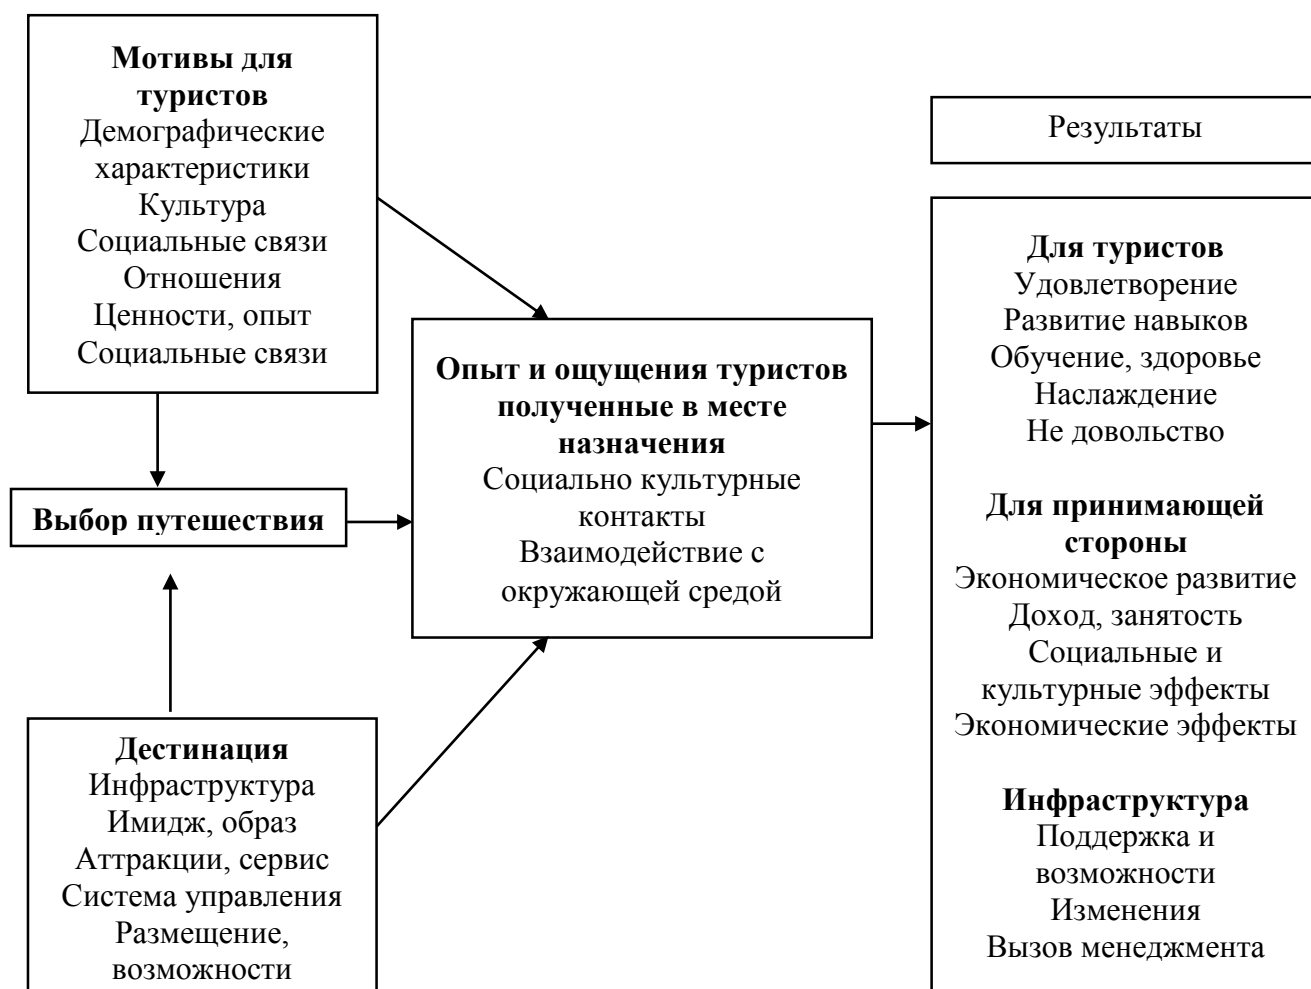 Мотивы для
туристов
Демографические
характеристики
Культура
Социальные связи
Отношения
Ценности, опыт
Социальные связи
Выбор путешествия
Дестинация
Инфраструктура
Имидж, образ
Аттракции, сервис
Система управления
Размещение,
возможности
Опыт и ощущения туристов
полученные в месте
назначения
Социально культурные
контакты
Взаимодействие с
окружающей средой
Результаты
Для туристов
Удовлетворение
Развитие навыков
Обучение, здоровье
Наслаждение
Не довольство
Для принимающей
стороны
Экономическое развитие
Доход, занятость
Социальные и
культурные эффекты
Экономические эффекты
Инфраструктура
Поддержка и
возможности
Изменения
Вызов менеджмента